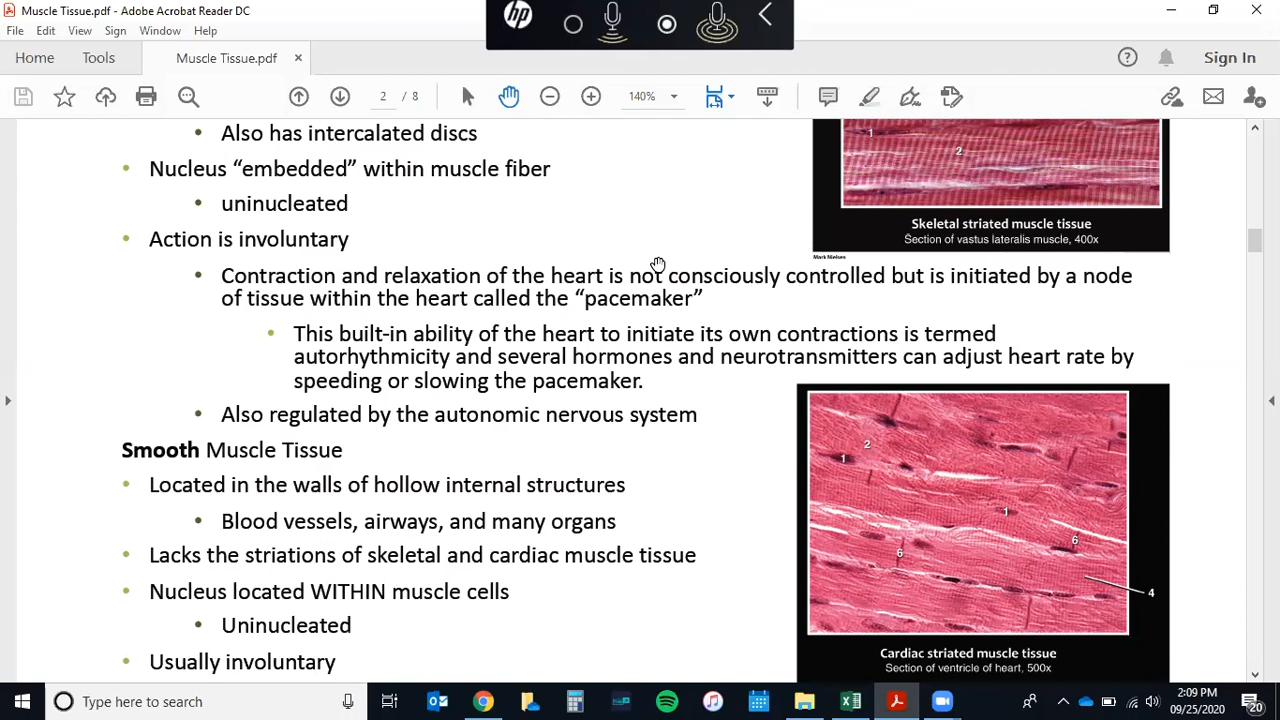 Muscle Tissue.pdf - Adobe Acrobat Reader DC
hp
File Edit View Sign Window Help
Home Tools Muscle Tissue.pdf × Sign In
2 / 8 140%
• Also has intercalated discs
• Nucleus “embedded” within muscle fiber
• uninucleated
• Action is involuntary
• Contraction and relaxation of the heart is not consciously controlled but is initiated by a node
of tissue within the heart called the “pacemaker”
• This built-in ability of the heart to initiate its own contractions is termed
autorhythmicity and several hormones and neurotransmitters can adjust heart rate by
speeding or slowing the pacemaker.
• Also regulated by the autonomic nervous system
Smooth Muscle Tissue
• Located in the walls of hollow internal structures
• Blood vessels, airways, and many organs
• Lacks the striations of skeletal and cardiac muscle tissue
• Nucleus located WITHIN muscle cells
• Uninucleated
• Usually involuntary
1
2
Skeletal striated muscle tissue
Section of vastus lateralis muscle, 400x
Mark Nielsen
2
1
1
6
6
4
Cardiac striated muscle tissue
Section of ventricle of heart, 500x
Type here to search
2:09 PM
09/25/2020
20